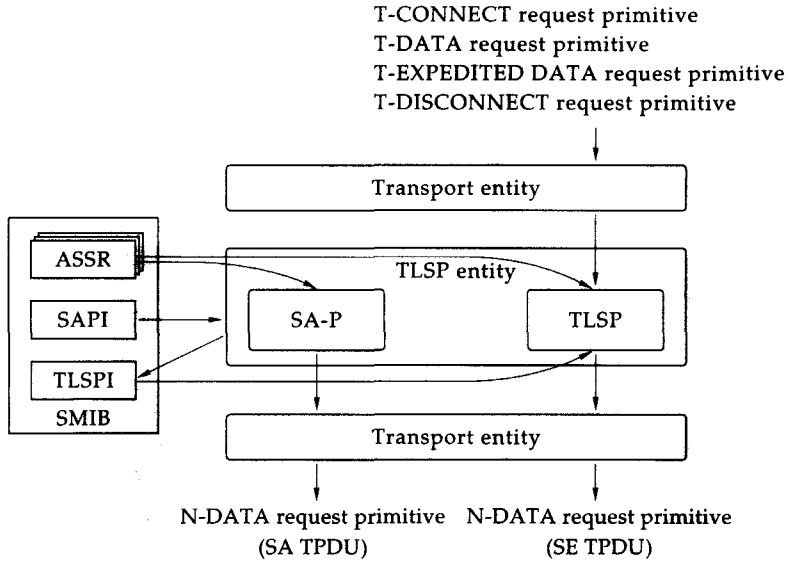 T-CONNECT request primitive
T-DATA request primitive
T-EXPEDITED DATA request primitive
T-DISCONNECT request primitive
Transport entity
ASSR
SAPI
TLSPI
SMIB
TLSP entity
SA-P
TLSP
Transport entity
N-DATA request primitive
(SA TPDU)
N-DATA request primitive
(SE TPDU)